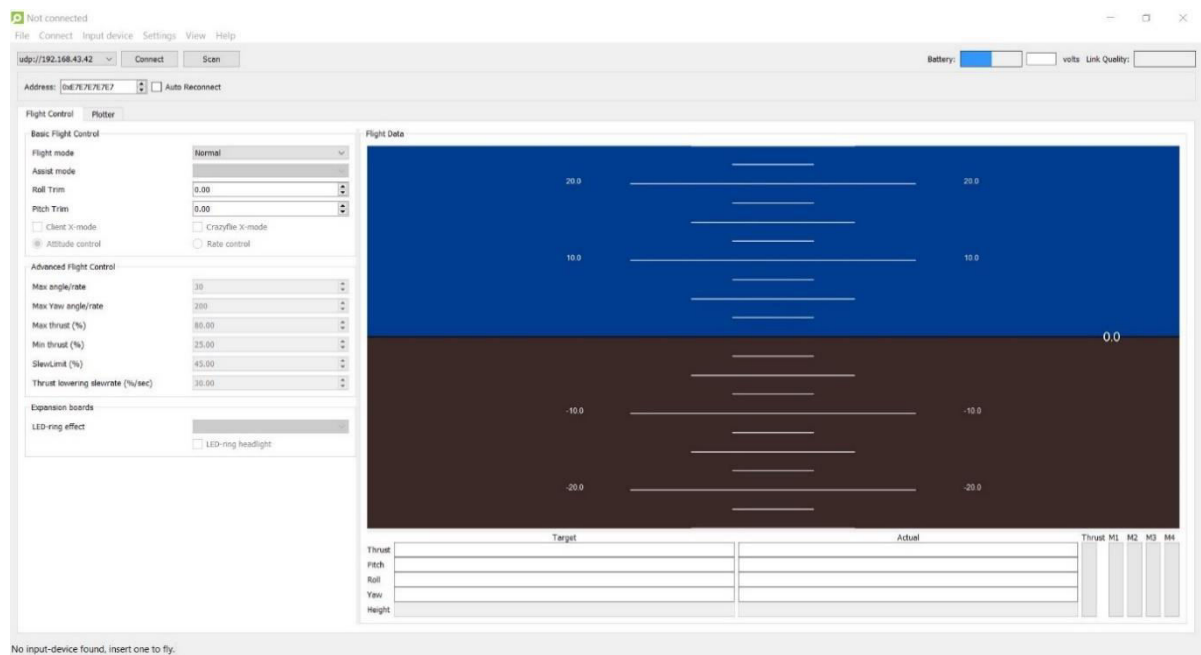 Not connected
File Connect Input device Settings View Help
udp://192.168.43.42 Connect Scan Battery: volts Link Quality:
Address: 0xE7E7E7E7E7 Auto Reconnect
Flight Control Plotter
Basic Flight Control
Flight mode Normal
Assist mode
Roll Trim 0.00
Pitch Trim 0.00
Client X-mode Crazyflie X-mode
Attitude control Rate control
Advanced Flight Control
Max angle/rate 30
Max Yaw angle/rate 200
Max thrust (%) 80.00
Min thrust (%) 25.00
SlewLimit (%) 45.00
Thrust lowering slewrate (%/sec) 30.00
Expansion boards
LED-ring effect
LED-ring headlight
Flight Data
20.0 20.0
10.0 10.0
0.0
-10.0 -10.0
-20.0 -20.0
Target Actual Thrust M1 M2 M3 M4
Thrust
Pitch
Roll
Yaw
Height
No input-device found, insert one to fly.